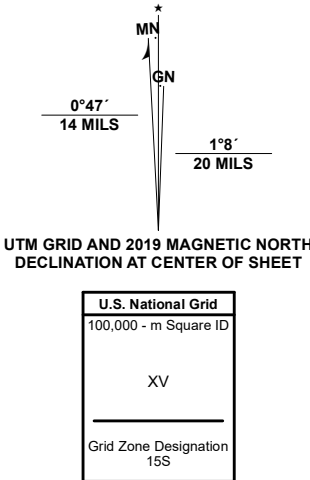 ★
MN
GN
0°47´
14 MILS
1°8´
20 MILS
UTM GRID AND 2019 MAGNETIC NORTH
DECLINATION AT CENTER OF SHEET
U.S. National Grid
100,000 - m Square ID
XV
Grid Zone Designation
15S